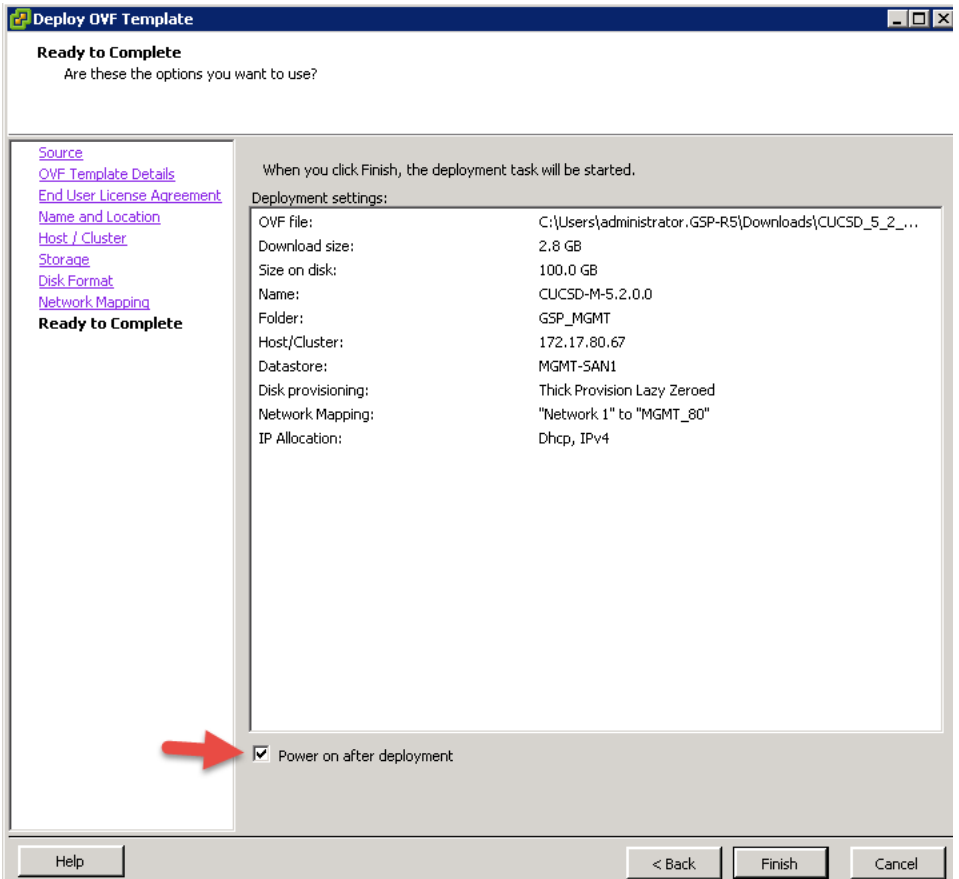 Deploy OVF Template
Ready to Complete
Are these the options you want to use?
Source
OVF Template Details
End User License Agreement
Name and Location
Host / Cluster
Storage
Disk Format
Network Mapping
Ready to Complete
When you click Finish, the deployment task will be started.
Deployment settings:
OVF file: C:\Users\administrator.GSP-R5\Downloads\CUCSD_5_2_...
Download size: 2.8 GB
Size on disk: 100.0 GB
Name: CUCSD-M-5.2.0.0
Folder: GSP_MGMT
Host/Cluster: 172.17.80.67
Datastore: MGMT-SAN1
Disk provisioning: Thick Provision Lazy Zeroed
Network Mapping: "Network 1" to "MGMT_80"
IP Allocation: Dhcp, IPv4
Power on after deployment
Help < Back Finish Cancel